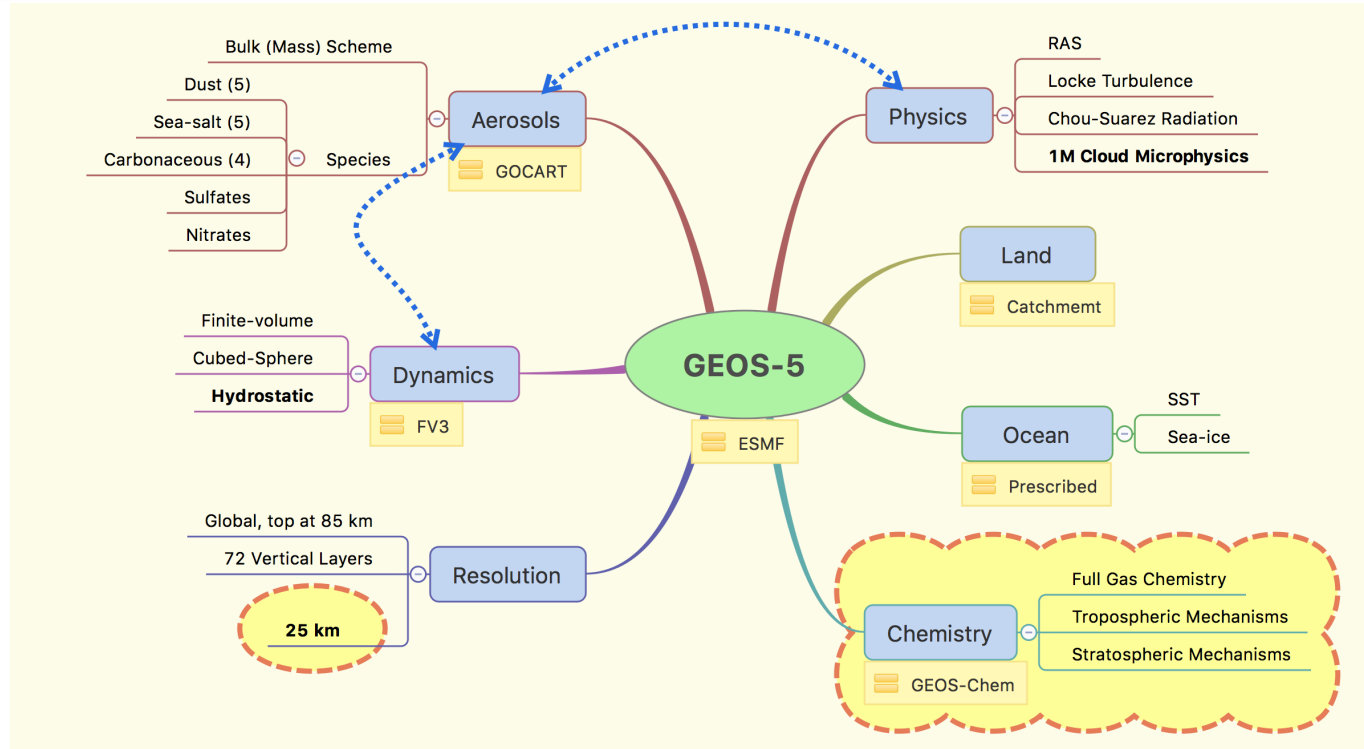 Bulk (Mass) Scheme
Dust (5)
Sea-salt (5)
Carbonaceous (4)
Sulfates
Nitrates
Species
Aerosols
GOCART
RAS
Locke Turbulence
Chou-Suarez Radiation
1M Cloud Microphysics
Physics
Land
Catchmemt
Finite-volume
Cubed-Sphere
Hydrostatic
Dynamics
FV3
GEOS-5
ESMF
Ocean
Prescribed
SST
Sea-ice
Global, top at 85 km
72 Vertical Layers
25 km
Resolution
Chemistry
GEOS-Chem
Full Gas Chemistry
Tropospheric Mechanisms
Stratospheric Mechanisms